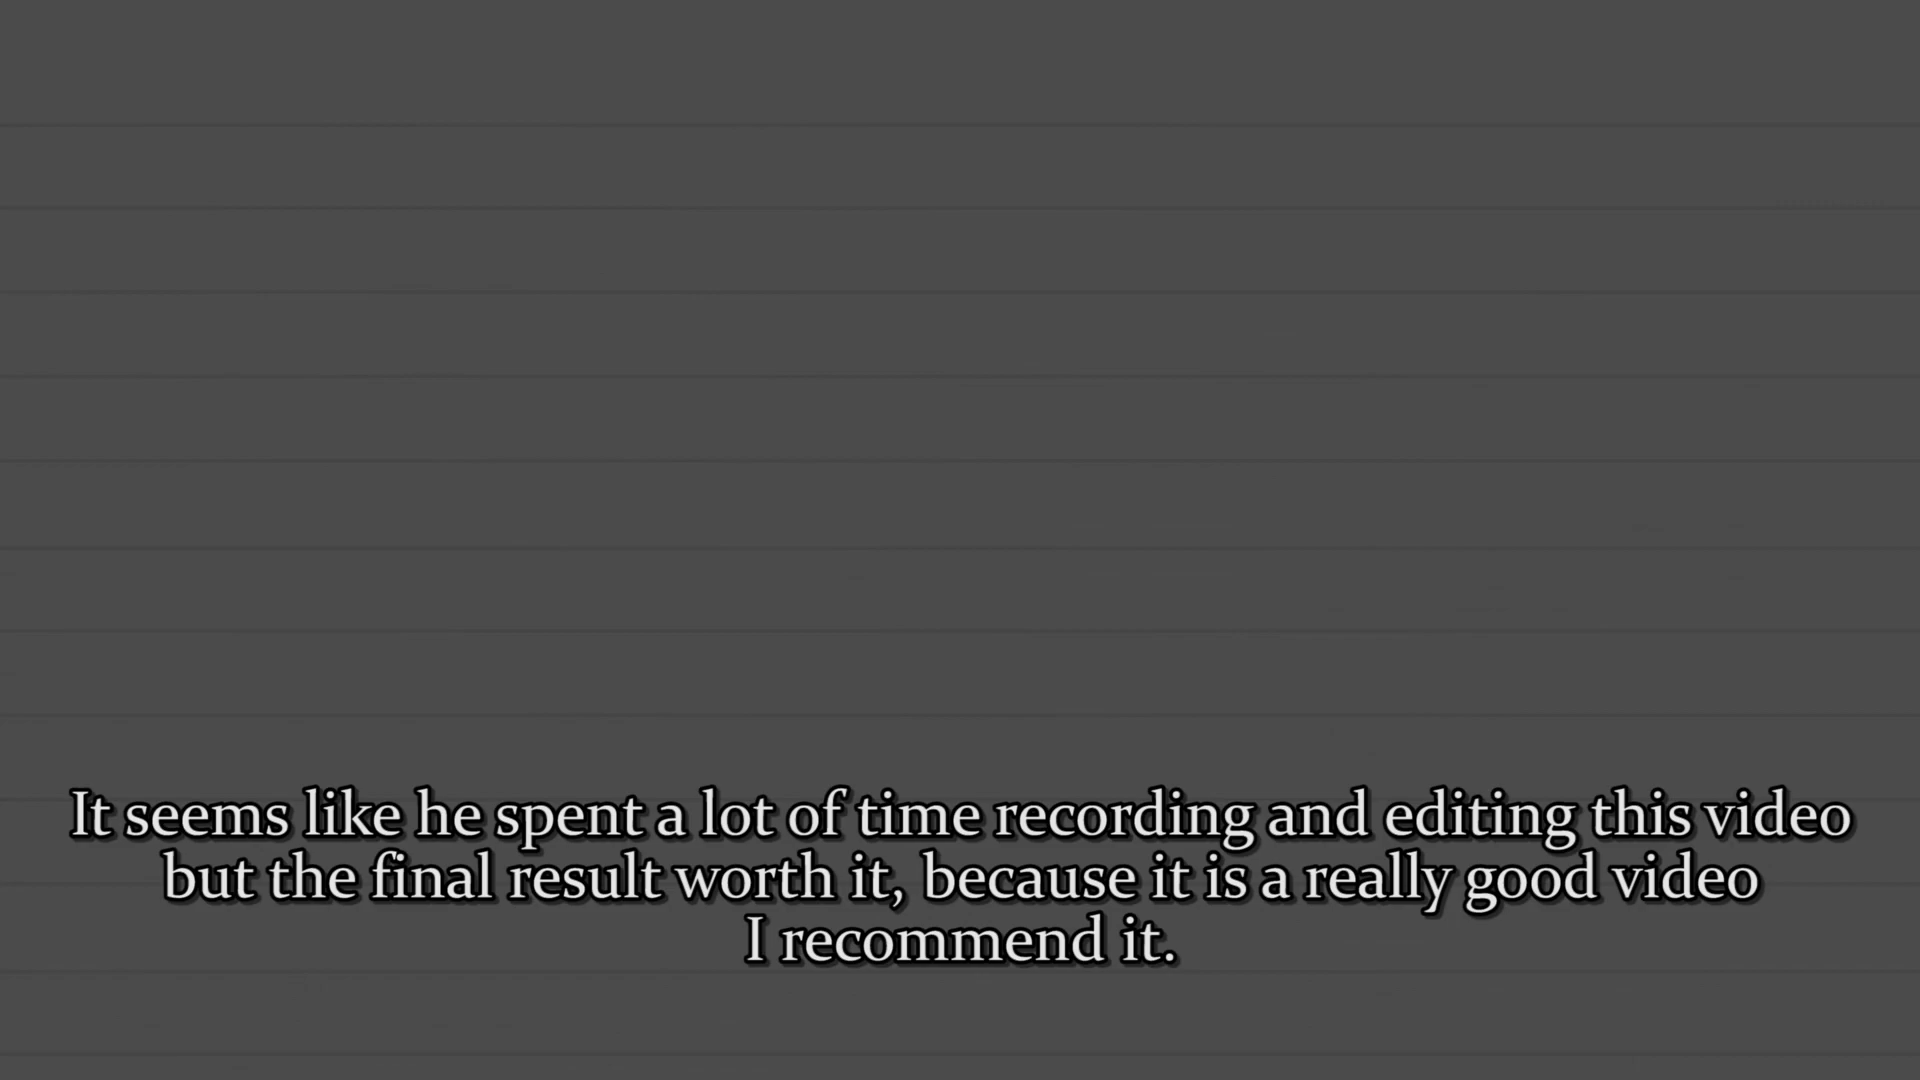 It seems like he spent a lot of time recording and editing this video
but the final result worth it, because it is a really good video
I recommend it.